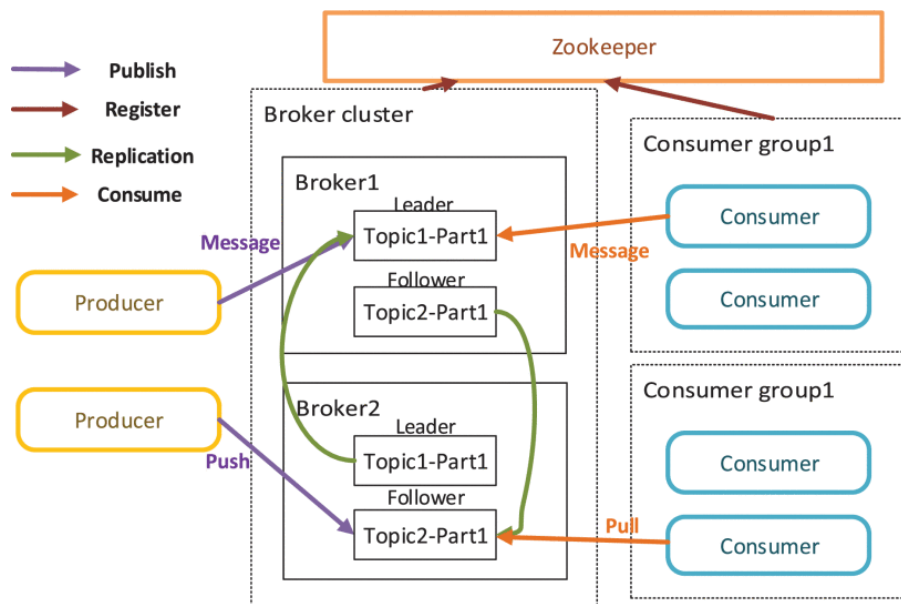 Zookeeper
Publish
Register
Replication
Consume
Broker cluster
Broker1
Leader
Topic1-Part1
Follower
Topic2-Part1
Message
Producer
Producer
Push
Broker2
Leader
Topic1-Part1
Follower
Topic2-Part1
Consumer group1
Consumer
Message
Consumer
Consumer group1
Consumer
Pull
Consumer